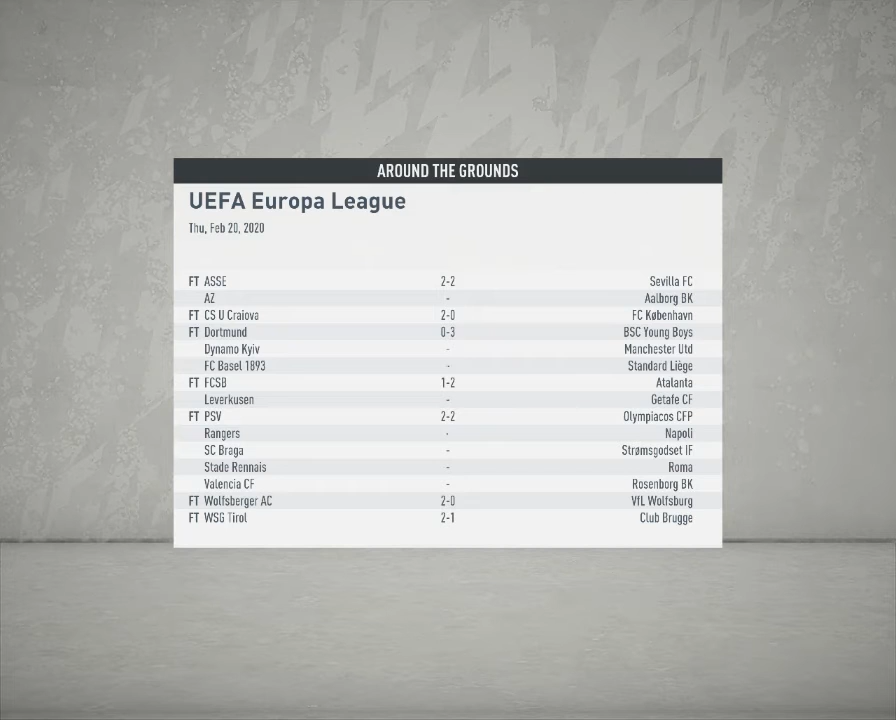 AROUND THE GROUNDS
UEFA Europa League
Thu, Feb 20, 2020
FT ASSE 2-2 Sevilla FC
AZ - Aalborg BK
FT CS U Craiova 2-0 FC København
FT Dortmund 0-3 BSC Young Boys
Dynamo Kyiv - Manchester Utd
FC Basel 1893 - Standard Liège
FT FCSB 1-2 Atalanta
Leverkusen - Getafe CF
FT PSV 2-2 Olympiacos CFP
Rangers - Napoli
SC Braga - Strømsgodset IF
Stade Rennais - Roma
Valencia CF - Rosenborg BK
FT Wolfsberger AC 2-0 VfL Wolfsburg
FT WSG Tirol 2-1 Club Brugge